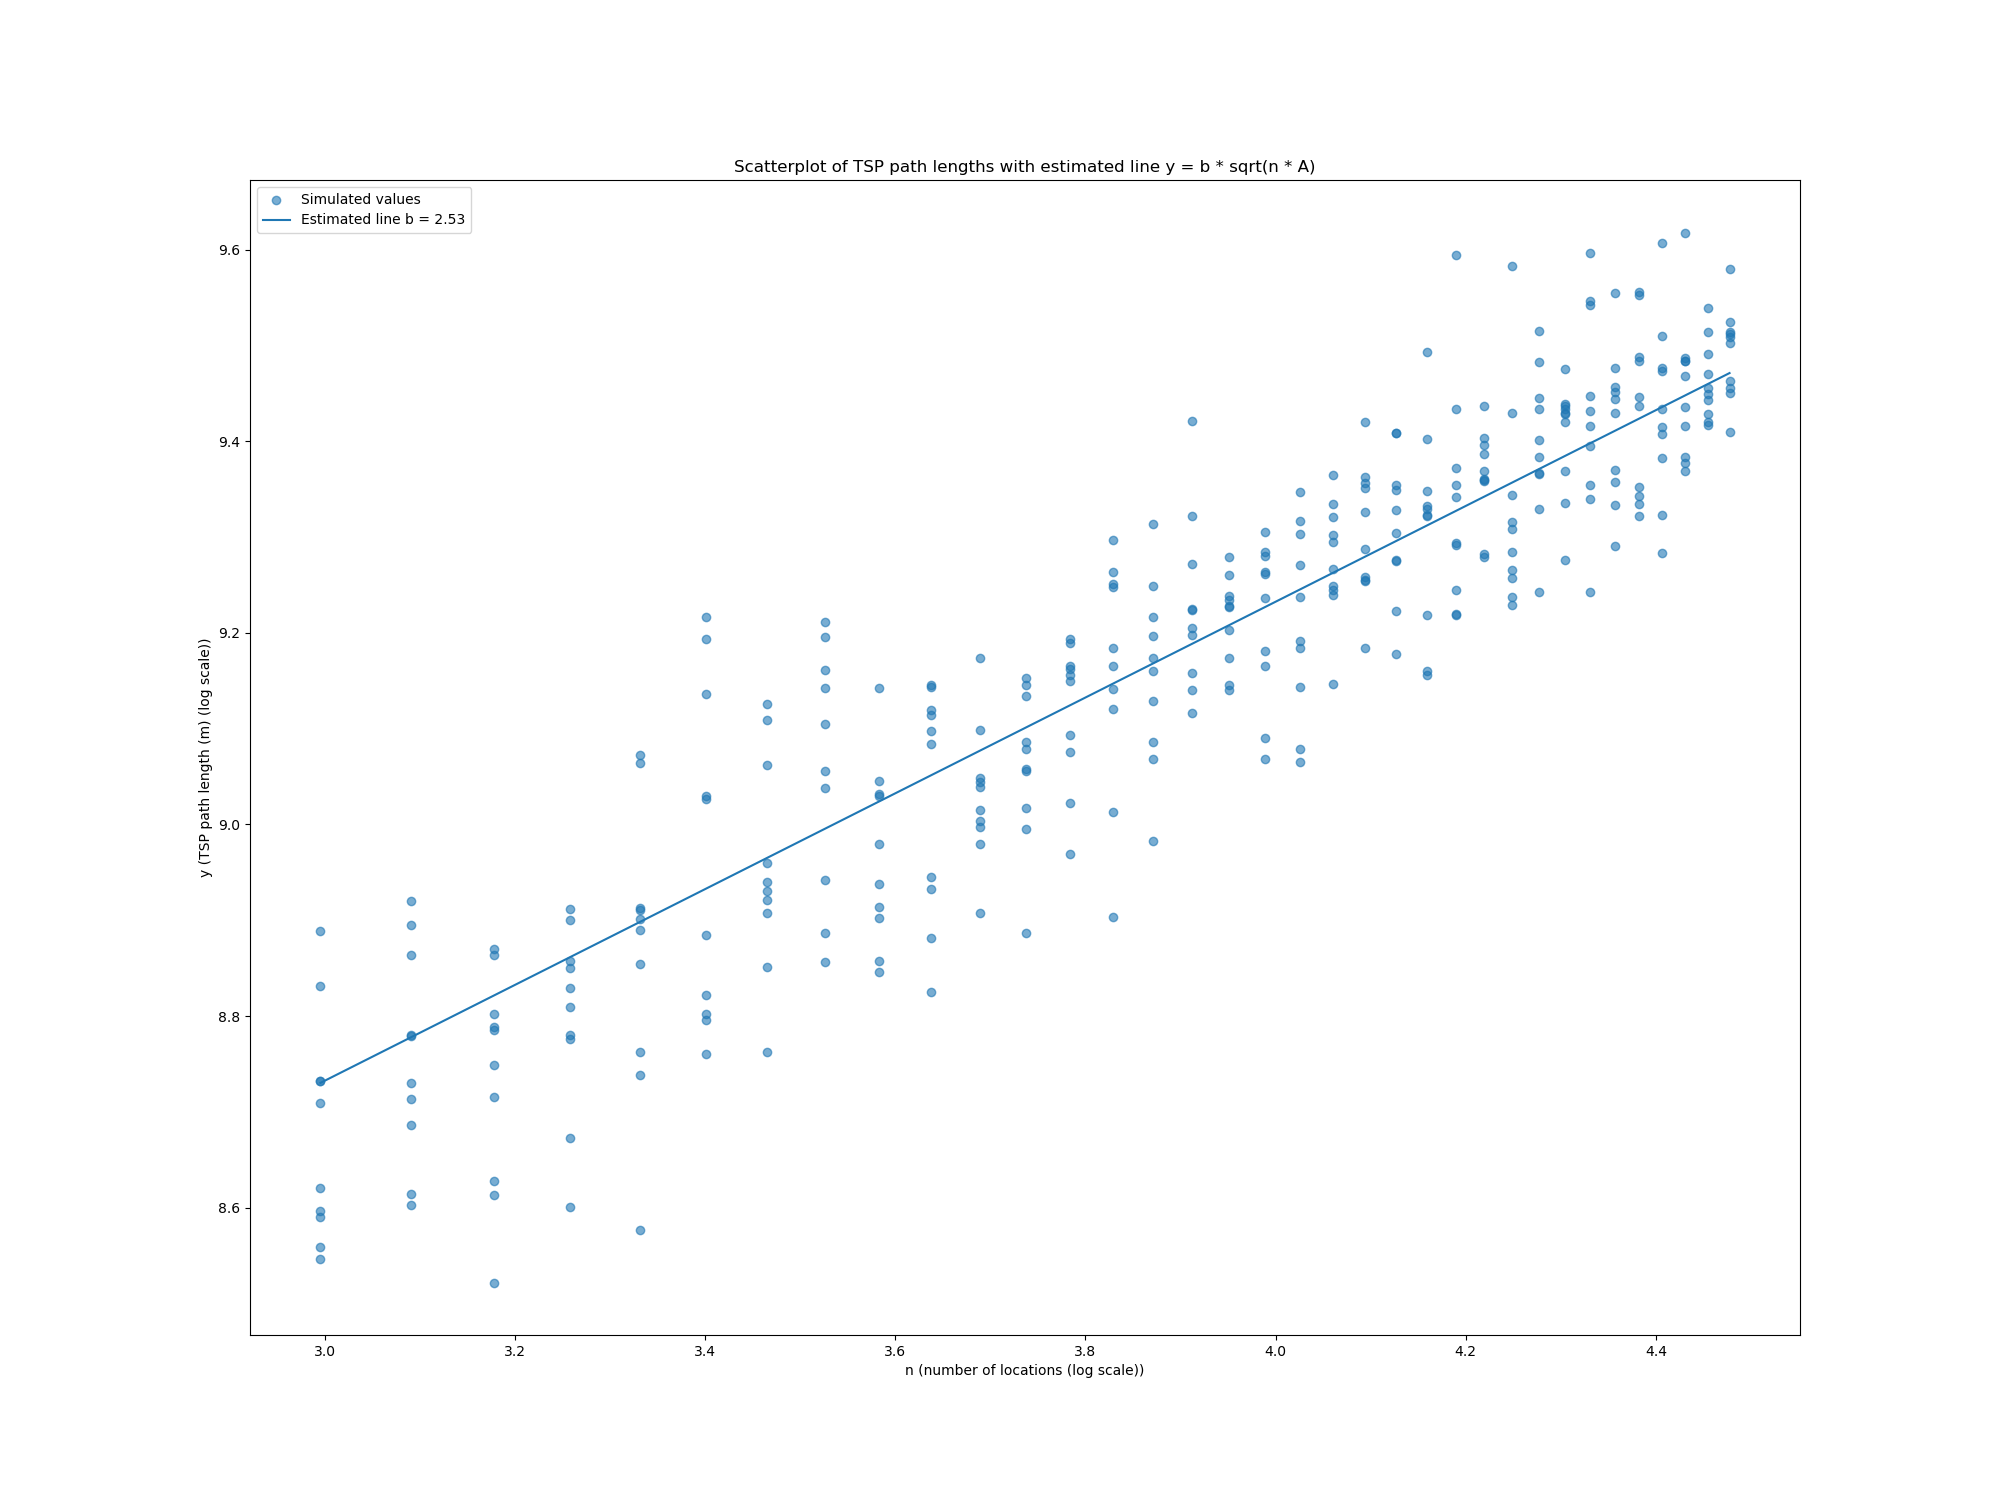 Scatterplot of TSP path lengths with estimated line y = b * sqrt(n * A)
Simulated values
Estimated line b = 2.53
9.6
9.4
9.2
9.0
8.8
8.6
y (TSP path length (m) (log scale))
3.0 3.2 3.4 3.6 3.8 4.0 4.2 4.4
n (number of locations (log scale))